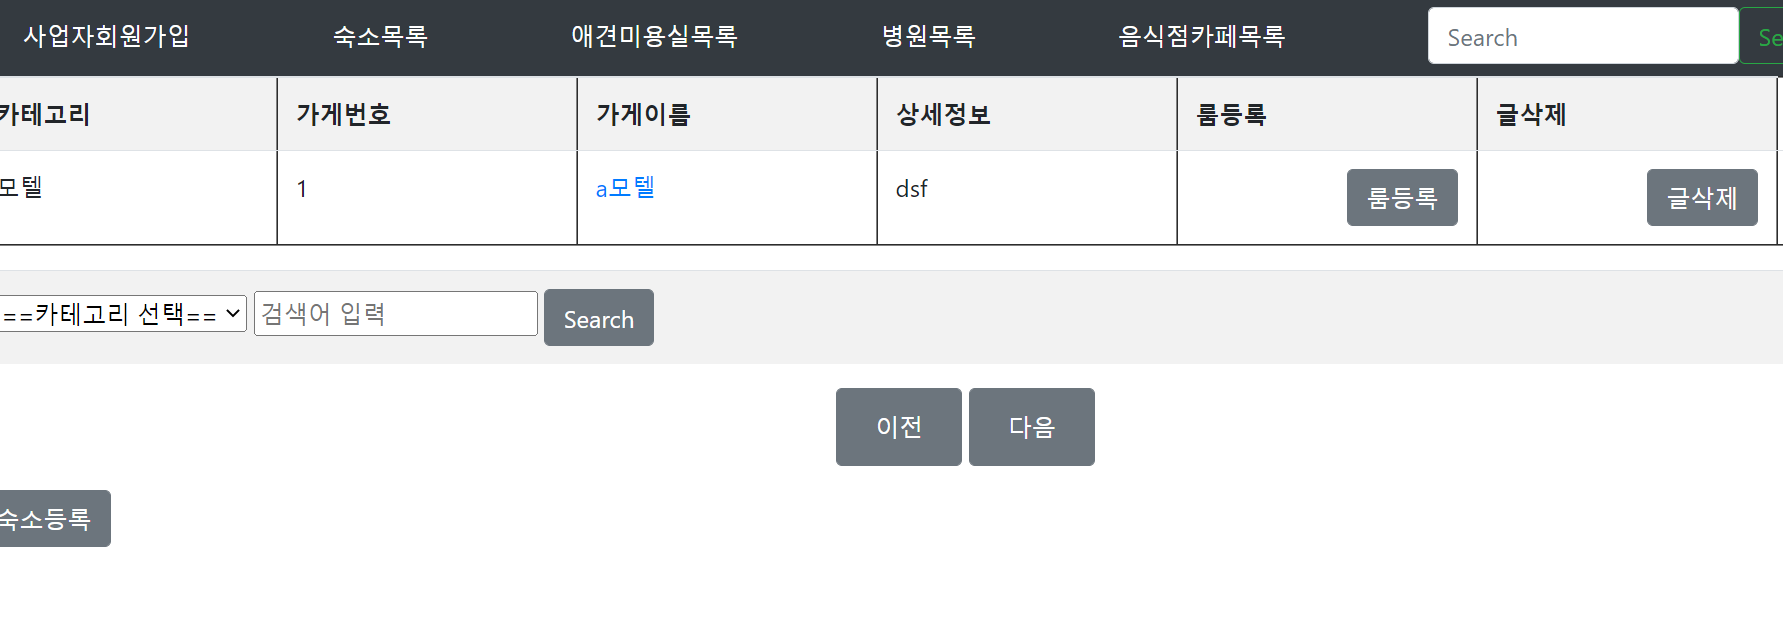 사업자회원가입 숙소목록 애견미용실목록 병원목록 음식점카페목록 Search Se
카테고리 가게번호 가게이름 상세정보 룸등록 글삭제
모텔 1 a모텔 dsf 룸등록 글삭제
==카테고리 선택== 검색어 입력 Search
이전 다음
숙소등록